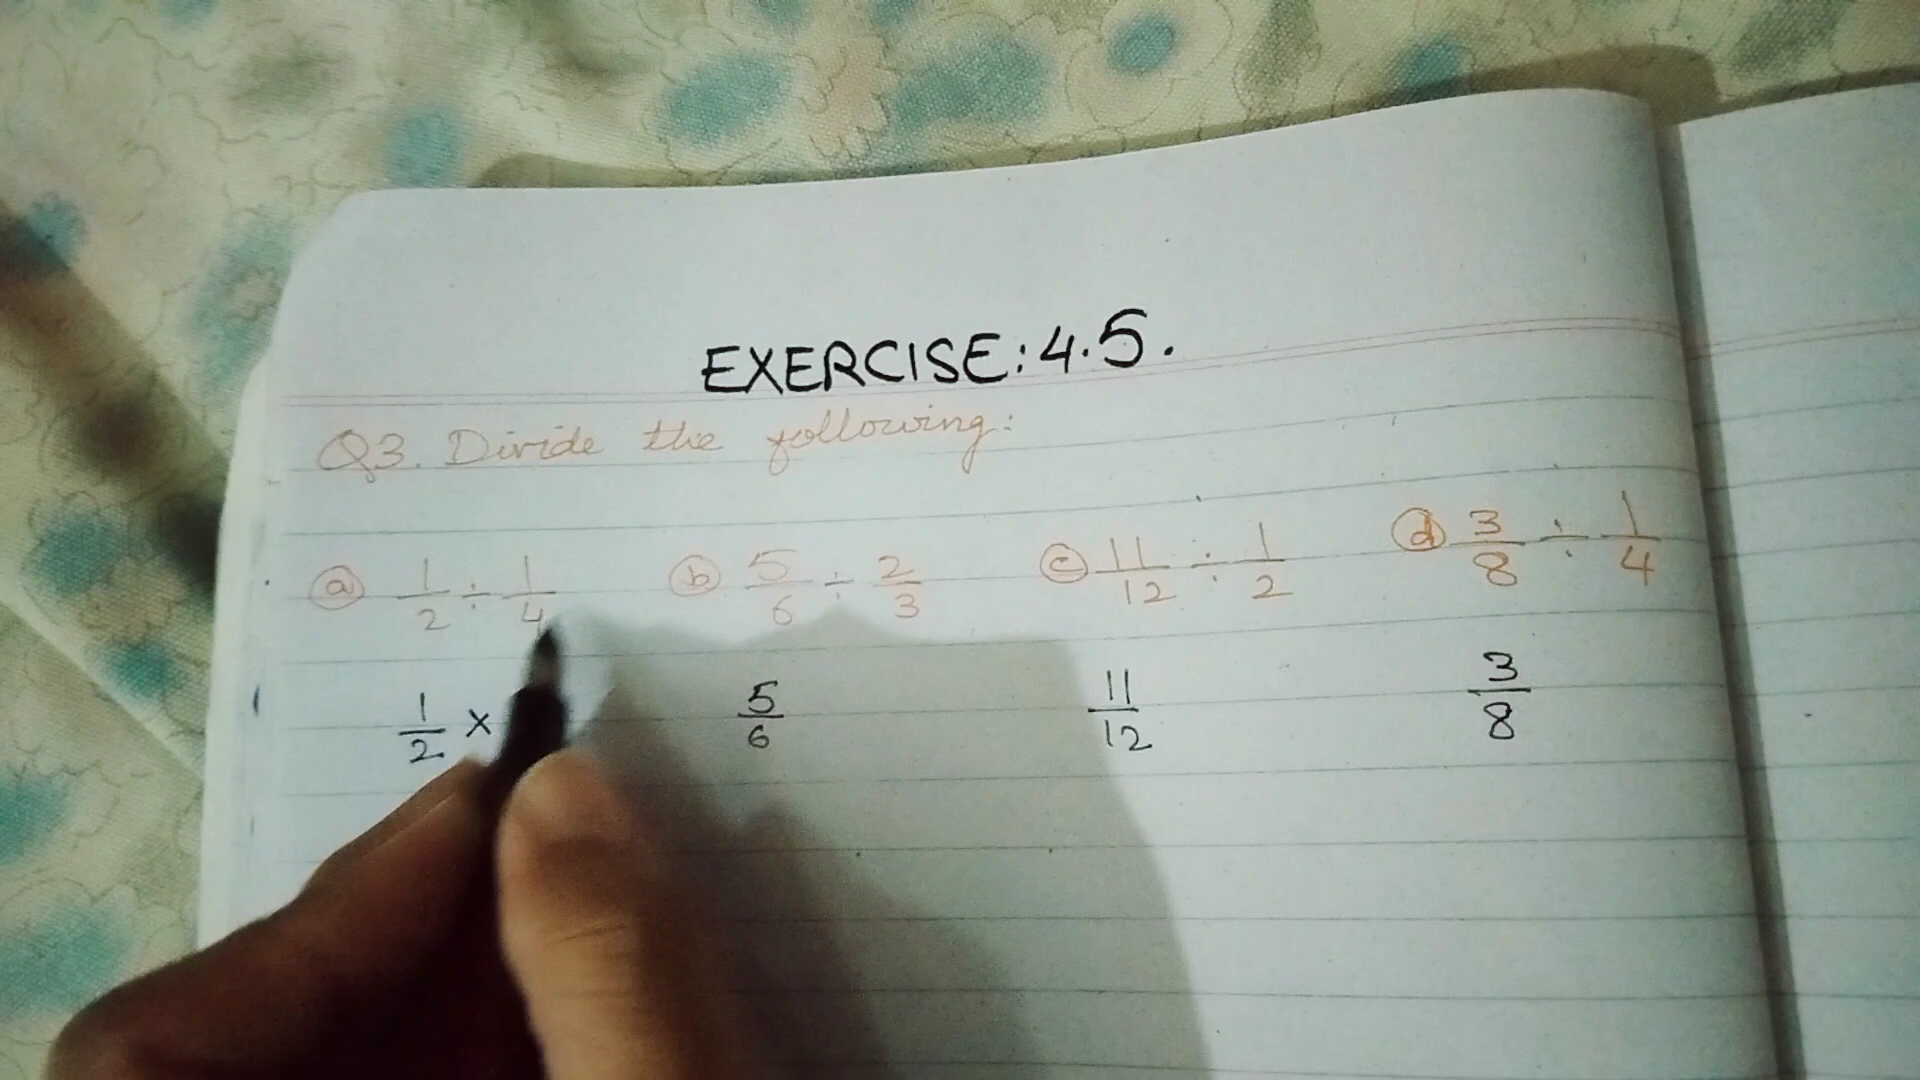 EXERCISE: 4.5.
Q3. Divide the following:
ⓐ 1/2 ÷ 1/4 ⓑ 5/6 ÷ 2/3 ⓒ 11/12 ÷ 1/2 ⓓ 3/8 ÷ 1/4
1/2 × 5/6 11/12 3/8